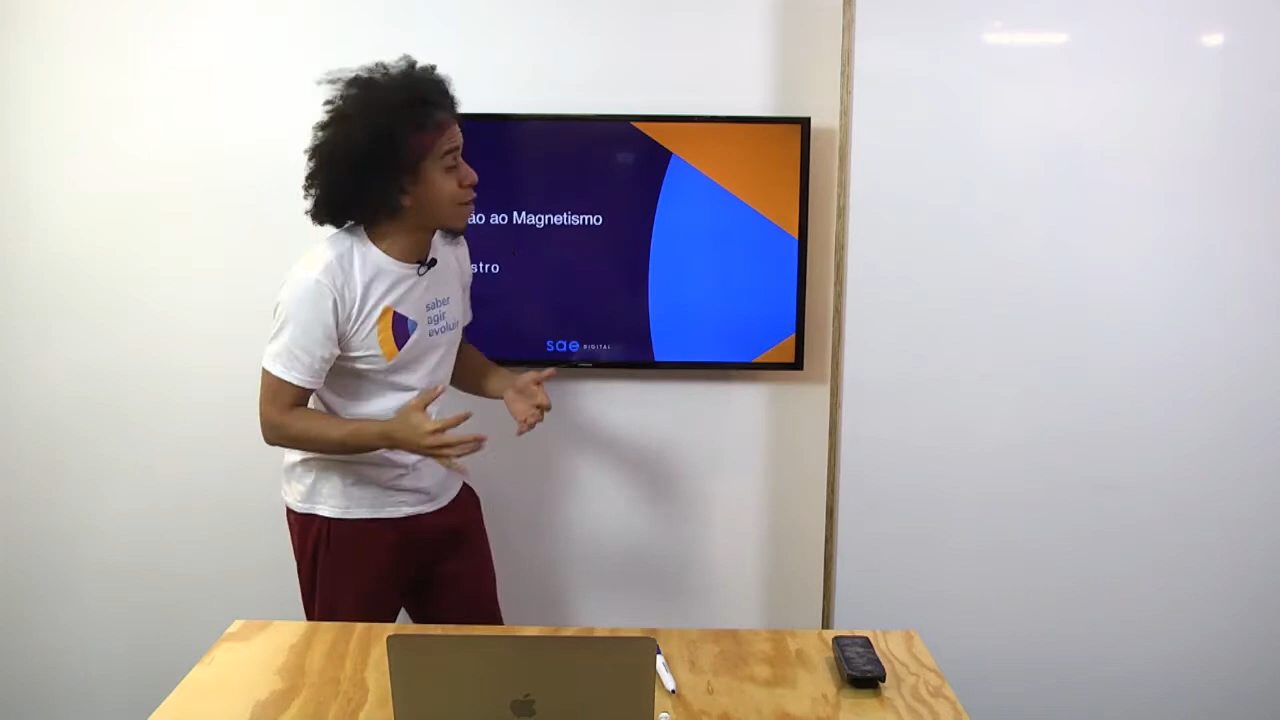 ão ao Magnetismo
stro
sae DIGITAL
saber
agir
evoluir